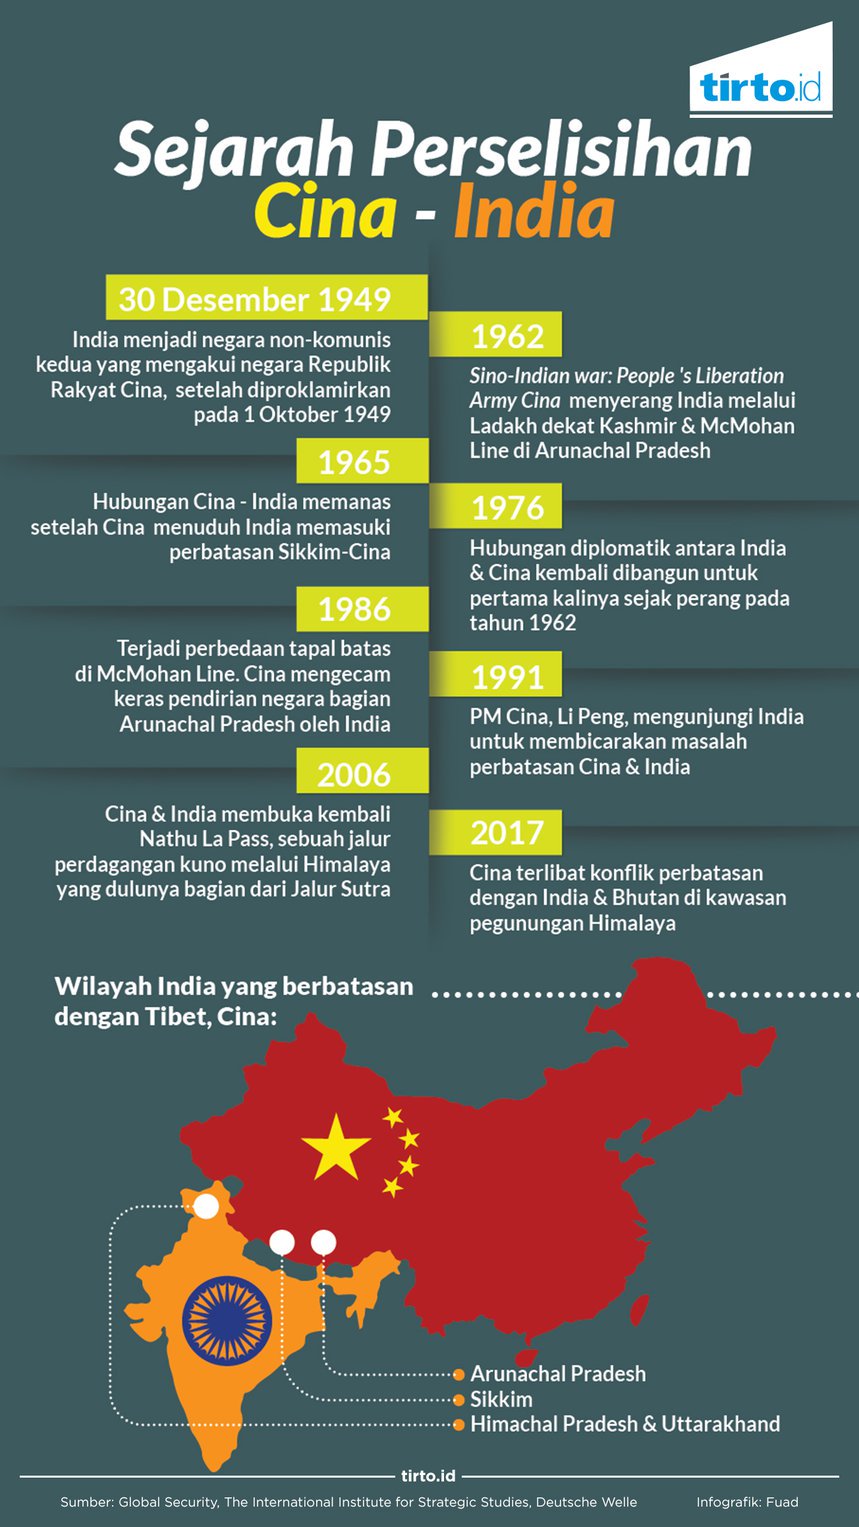 tirto.id
Sejarah Perselisihan
Cina - India
30 Desember 1949
India menjadi negara non-komunis
kedua yang mengakui negara Republik
Rakyat Cina, setelah diproklamirkan
pada 1 Oktober 1949
1962
Sino-Indian war: People 's Liberation
Army Cina menyerang India melalui
Ladakh dekat Kashmir & McMohan
Line di Arunachal Pradesh
1965
Hubungan Cina - India memanas
setelah Cina menuduh India memasuki
perbatasan Sikkim-Cina
1976
Hubungan diplomatik antara India
& Cina kembali dibangun untuk
pertama kalinya sejak perang pada
tahun 1962
1986
Terjadi perbedaan tapal batas
di McMohan Line. Cina mengecam
keras pendirian negara bagian
Arunachal Pradesh oleh India
1991
PM Cina, Li Peng, mengunjungi India
untuk membicarakan masalah
perbatasan Cina & India
2006
Cina & India membuka kembali
Nathu La Pass, sebuah jalur
perdagangan kuno melalui Himalaya
yang dulunya bagian dari Jalur Sutra
2017
Cina terlibat konflik perbatasan
dengan India & Bhutan di kawasan
pegunungan Himalaya
Wilayah India yang berbatasan
dengan Tibet, Cina:
Arunachal Pradesh
Sikkim
Himachal Pradesh & Uttarakhand
tirto.id
Sumber: Global Security, The International Institute for Strategic Studies, Deutsche Welle
Infografik: Fuad